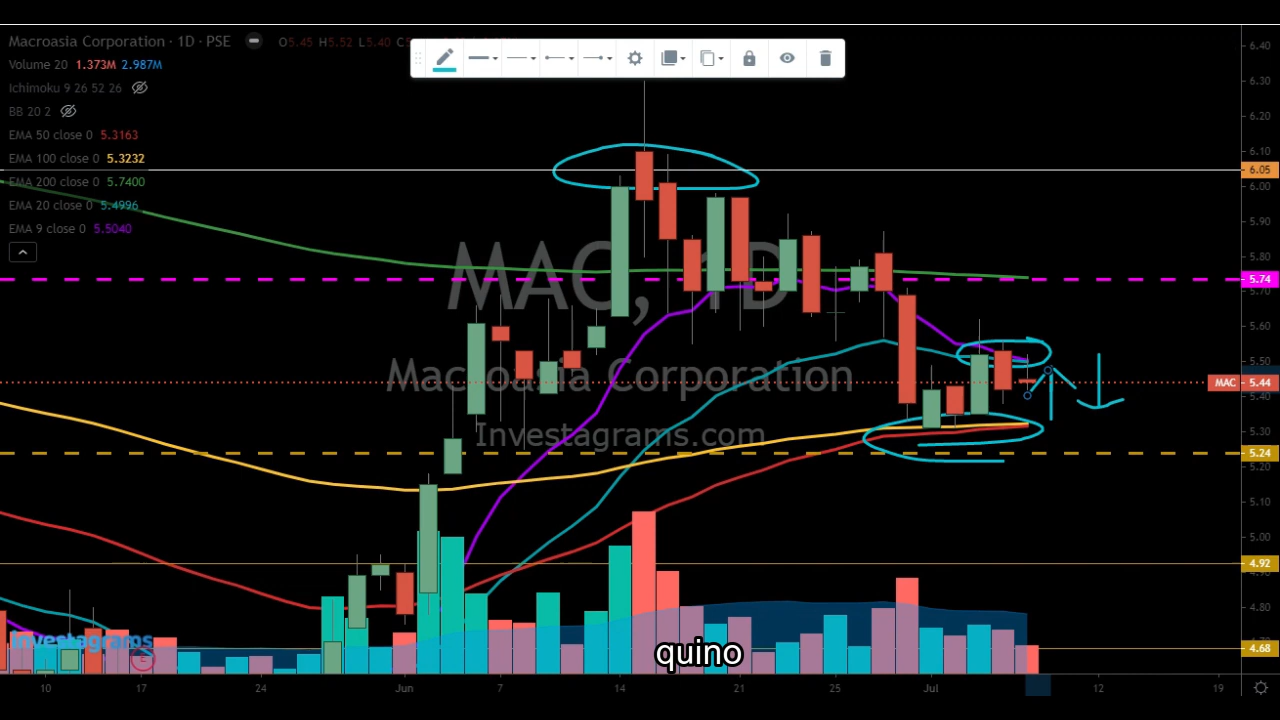 Macroasia Corporation · 1D · PSE
O5.45 H5.52 L5.40
Volume 20 1.373M 2.987M
Ichimoku 9 26 52 26
BB 20 2
EMA 50 close 0 5.3163
EMA 100 close 0 5.3232
EMA 200 close 0 5.7400
EMA 20 close 0 5.4996
EMA 9 close 0 5.5040
MAC, 1D
Macroasia Corporation
Investagrams.com
6.40
6.30
6.20
6.10
6.05
6.00
5.90
5.80
5.74
5.70
5.60
5.50
MAC 5.44
5.40
5.30
5.24
5.20
5.00
4.92
4.80
4.68
investagrams
E
quino
10 17 24 Jun 7 14 21 25 Jul 12 19